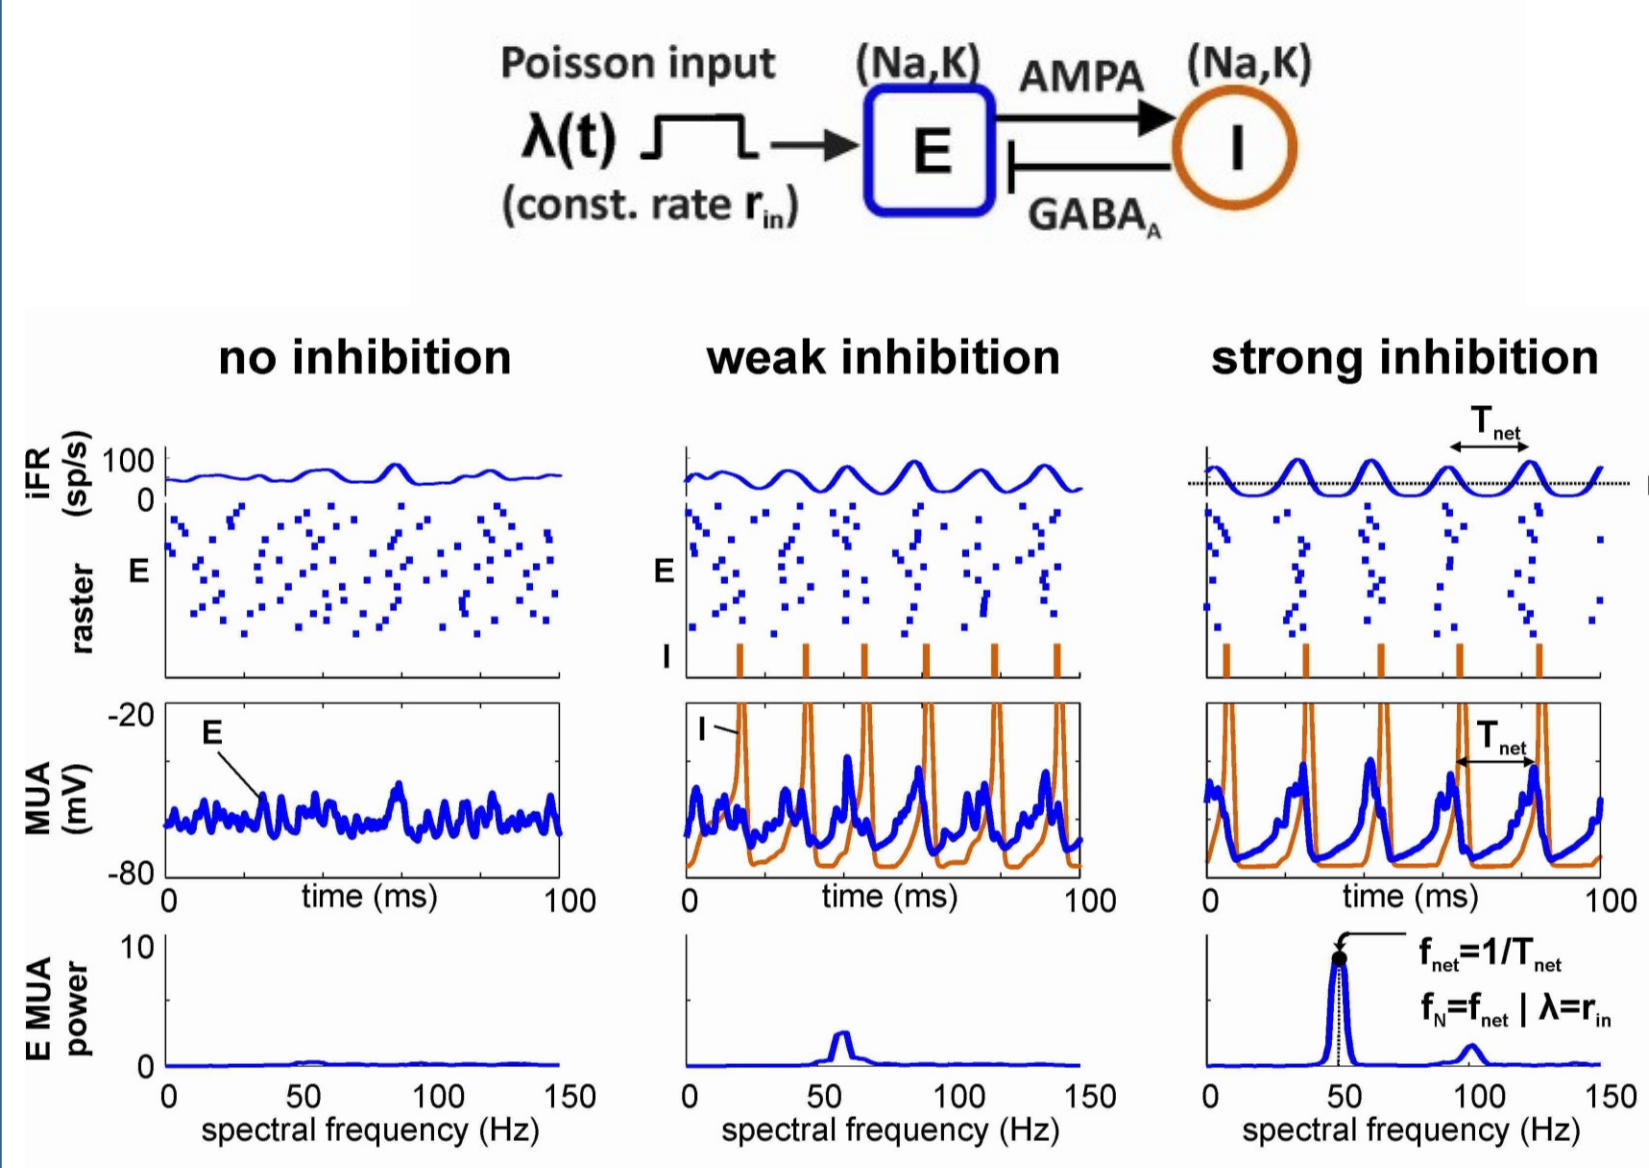 Poisson input
λ(t)
(const. rate r_in)
(Na,K)
E
AMPA
GABA_A
(Na,K)
I
no inhibition
weak inhibition
strong inhibition
iFR
(sp/s)
100
0
T_net
raster
E
E
I
MUA
(mV)
-20
-80
E
I
T_net
0 time (ms) 100
0 time (ms) 100
0 time (ms) 100
E MUA
power
10
0
f_net=1/T_net
f_N=f_net | λ=r_in
0 50 100 150
0 50 100 150
0 50 100 150
spectral frequency (Hz)
spectral frequency (Hz)
spectral frequency (Hz)